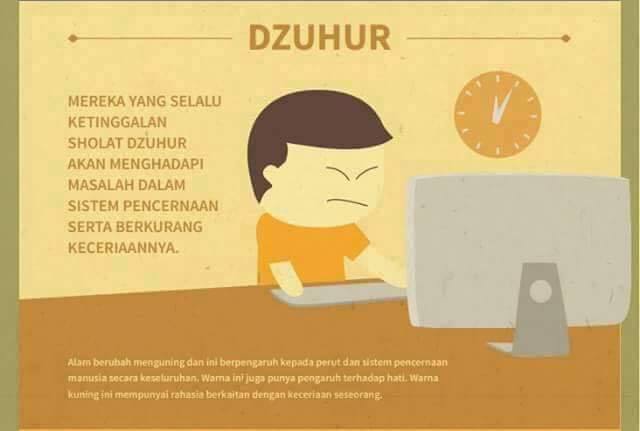 DZUHUR
MEREKA YANG SELALU
KETINGGALAN
SHOLAT DZUHUR
AKAN MENGHADAPI
MASALAH DALAM
SISTEM PENCERNAAN
SERTA BERKURANG
KECERIAANNYA.
Alam berubah menguning dan ini berpengaruh kepada perut dan sistem pencernaan
manusia secara keseluruhan. Warna ini juga punya pengaruh terhadap hati. Warna
kuning ini mempunyai rahasia berkaitan dengan keceriaan seseorang.